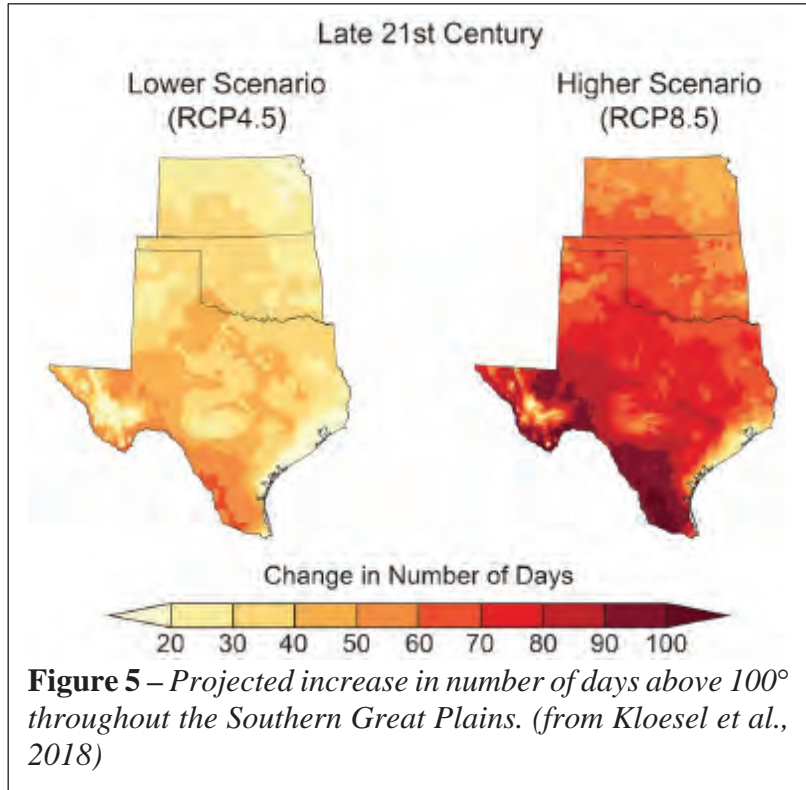 Late 21st Century
Lower Scenario
(RCP4.5)
Higher Scenario
(RCP8.5)
Change in Number of Days
20 30 40 50 60 70 80 90 100
Figure 5 – Projected increase in number of days above 100°
throughout the Southern Great Plains. (from Kloesel et al.,
2018)